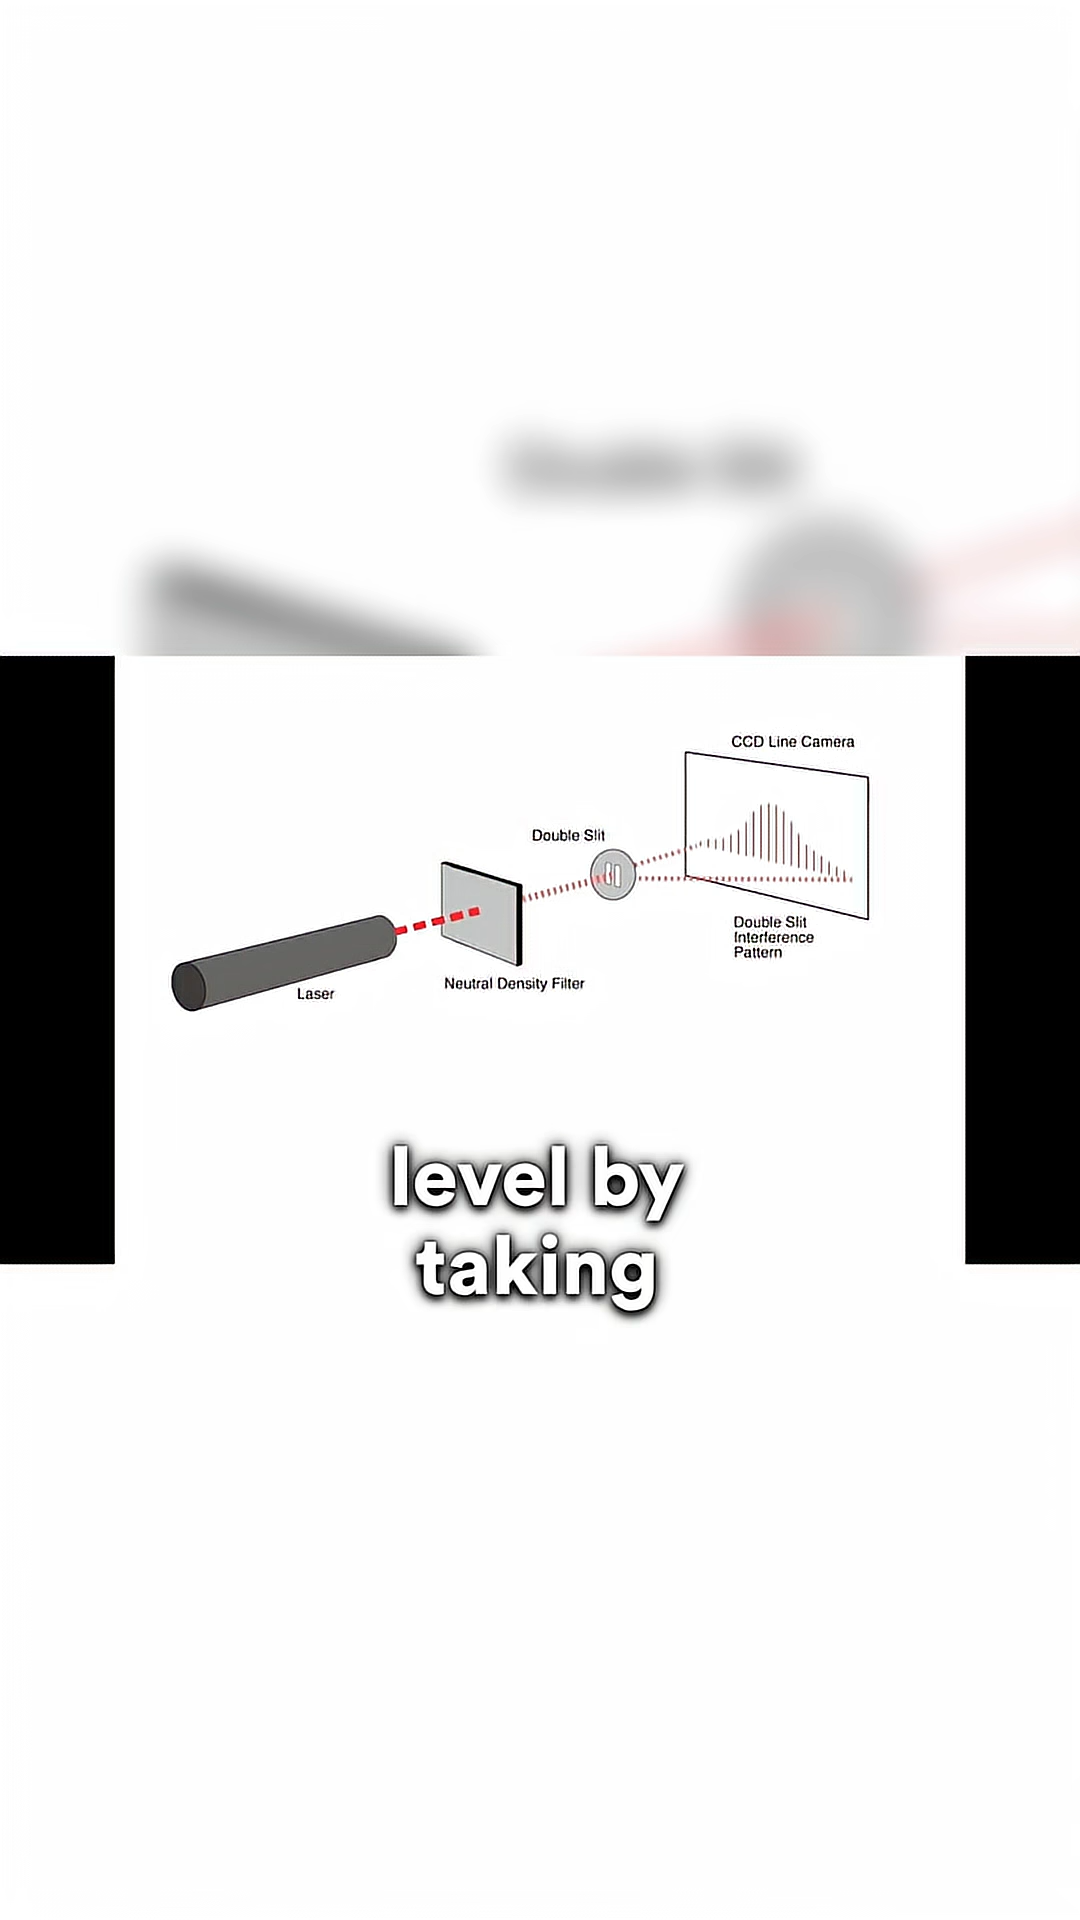 CCD Line Camera
Double Slit
Double Slit
Interference
Pattern
Neutral Density Filter
Laser
level by
taking